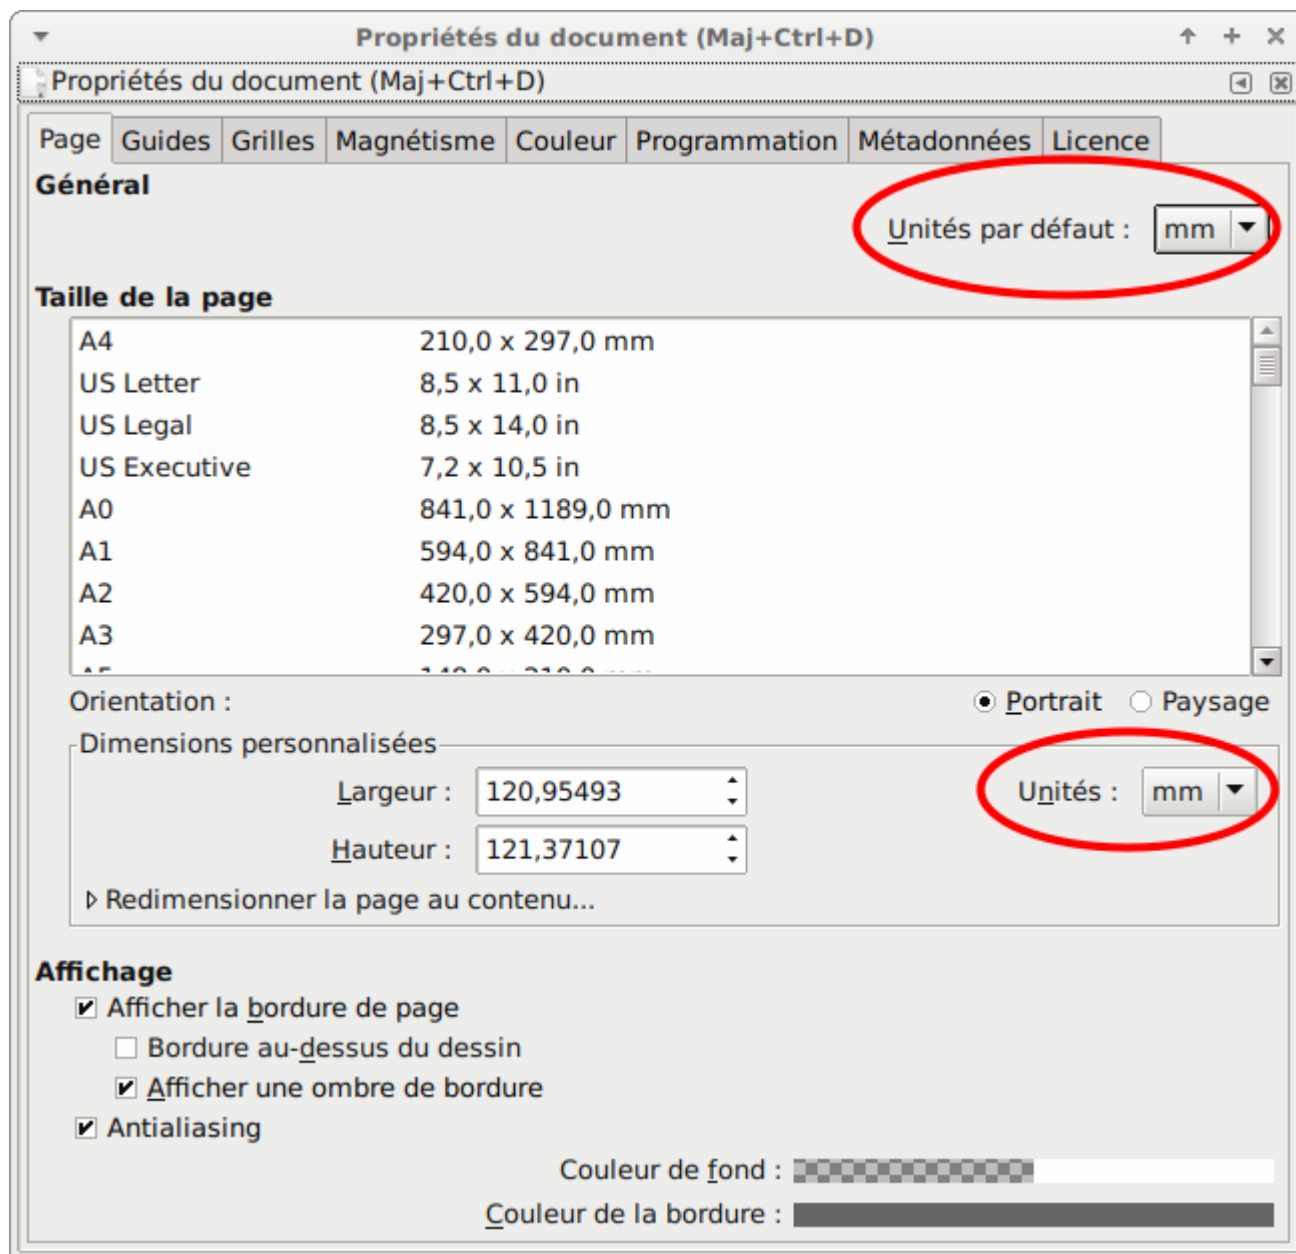 Propriétés du document (Maj+Ctrl+D)
Propriétés du document (Maj+Ctrl+D)
Page Guides Grilles Magnétisme Couleur Programmation Métadonnées Licence
Général
Unités par défaut : mm
Taille de la page
A4 210,0 x 297,0 mm
US Letter 8,5 x 11,0 in
US Legal 8,5 x 14,0 in
US Executive 7,2 x 10,5 in
A0 841,0 x 1189,0 mm
A1 594,0 x 841,0 mm
A2 420,0 x 594,0 mm
A3 297,0 x 420,0 mm
Orientation : Portrait Paysage
Dimensions personnalisées
Largeur : 120,95493 Unités : mm
Hauteur : 121,37107
Redimensionner la page au contenu...
Affichage
Afficher la bordure de page
Bordure au-dessus du dessin
Afficher une ombre de bordure
Antialiasing
Couleur de fond :
Couleur de la bordure :